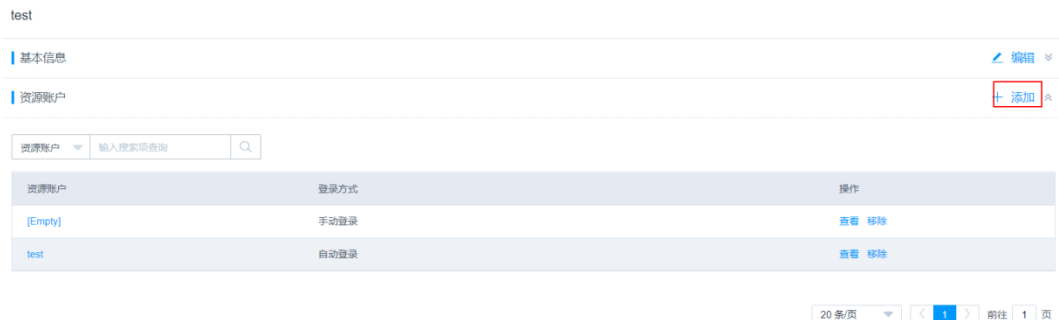 test
基本信息 编辑
资源账户 添加
资源账户 输入搜索项查询
资源账户 登录方式 操作
[Empty] 手动登录 查看 移除
test 自动登录 查看 移除
20 条/页 1 前往 1 页